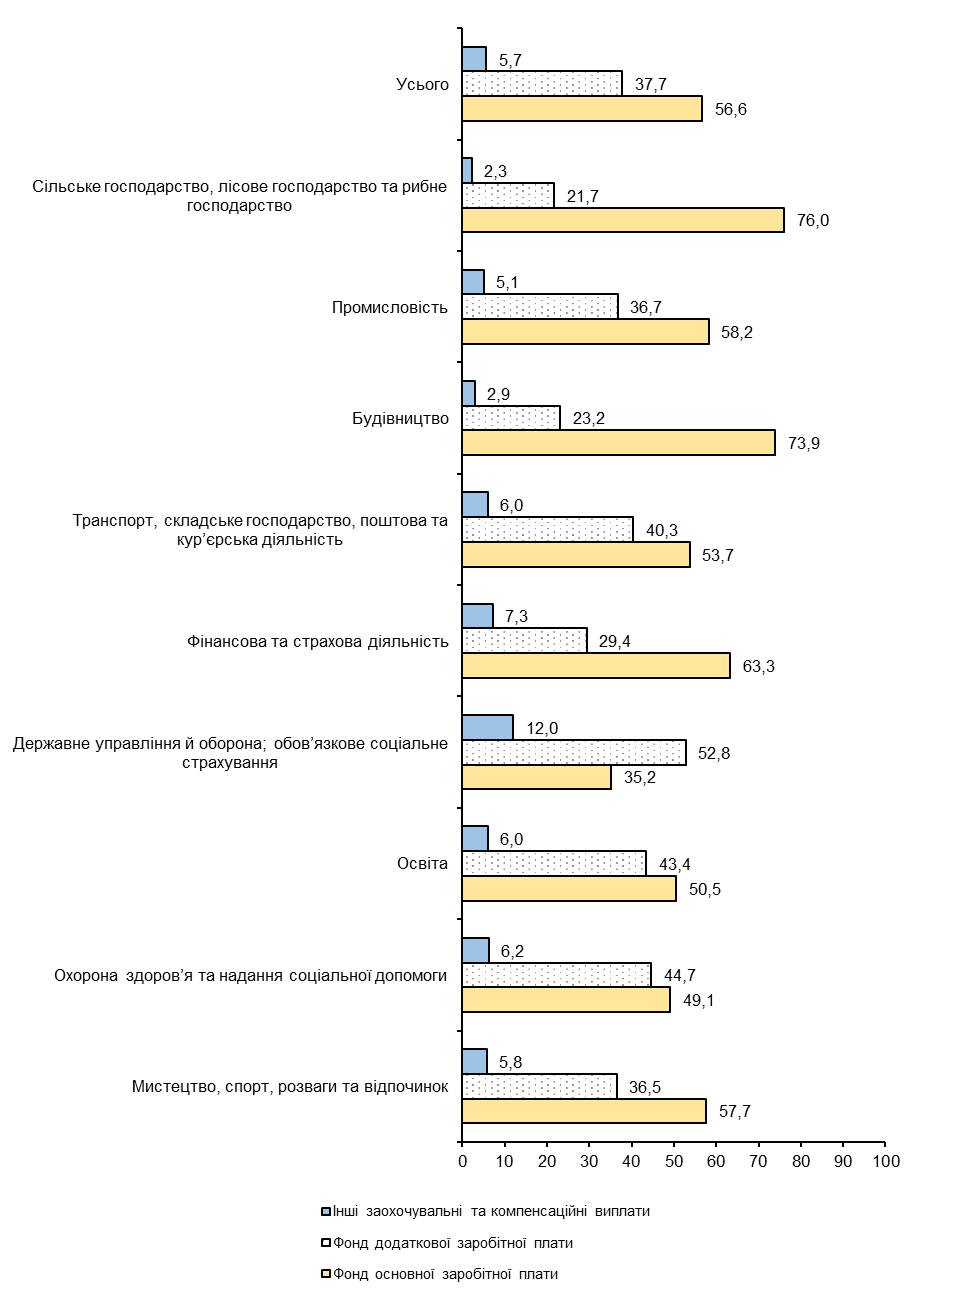 5,7
Усього
37,7
56,6
2,3
Сільське господарство, лісове господарство та рибне
господарство
21,7
76,0
5,1
Промисловість
36,7
58,2
2,9
Будівництво
23,2
73,9
6,0
Транспорт, складське господарство, поштова та
кур’єрська діяльність
40,3
53,7
7,3
Фінансова та страхова діяльність
29,4
63,3
12,0
Державне управління й оборона; обов’язкове соціальне
страхування
52,8
35,2
6,0
Освіта
43,4
50,5
6,2
Охорона здоров’я та надання соціальної допомоги
44,7
49,1
5,8
Мистецтво, спорт, розваги та відпочинок
36,5
57,7
0 10 20 30 40 50 60 70 80 90 100
Інші заохочувальні та компенсаційні виплати
Фонд додаткової заробітної плати
Фонд основної заробітної плати